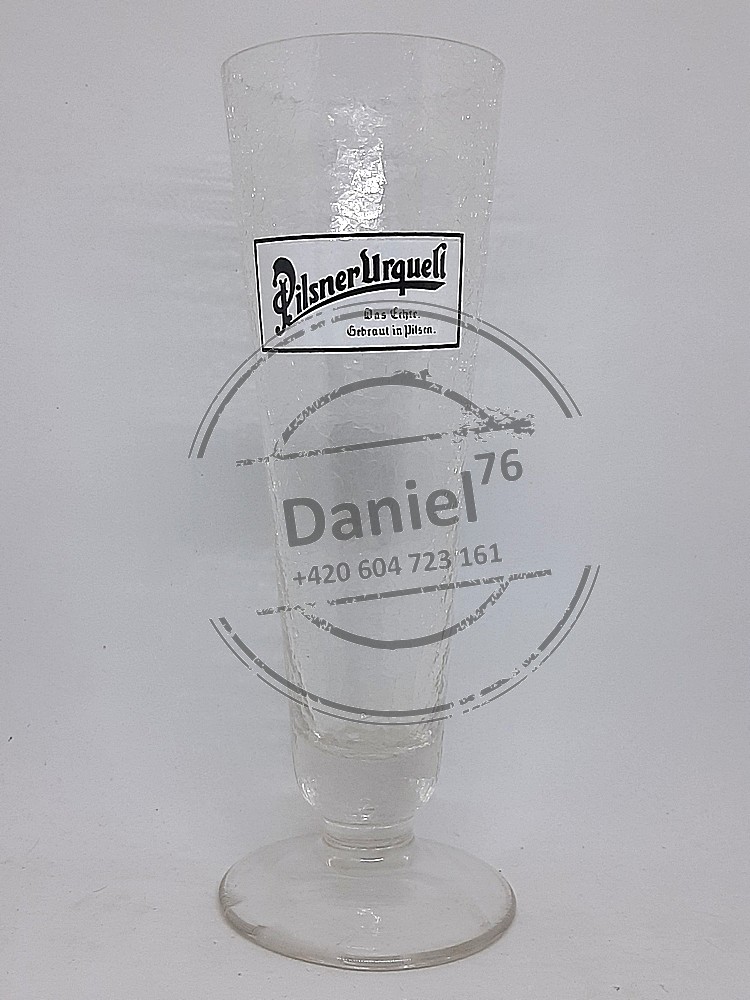 Pilsner Urquell
Das Echte.
Gebraut in Pilsen.
Daniel76
+420 604 723 161